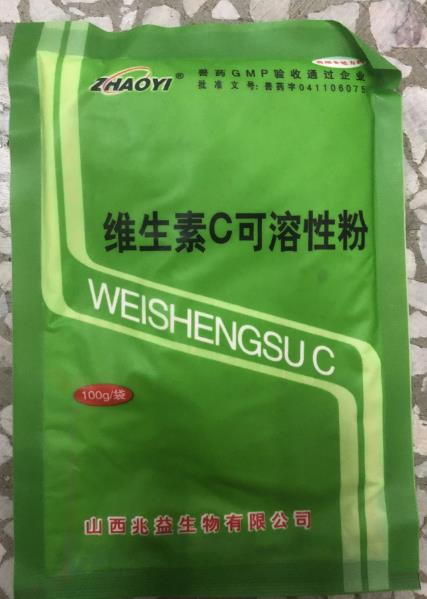 ZHAOYI®
兽药GMP验收通过企业
批准文号:兽药字041106075
维生素C可溶性粉
WEISHENGSU C
100g/袋
山西兆益生物有限公司